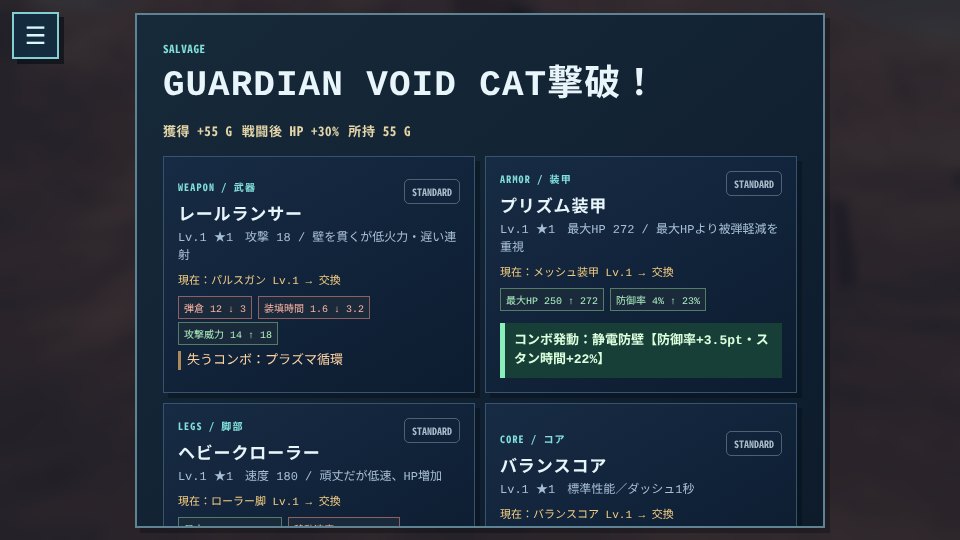 ☰
SALVAGE
GUARDIAN VOID CAT撃破！
獲得 +55 G 戦闘後 HP +30% 所持 55 G
WEAPON / 武器
STANDARD
レールランサー
Lv.1 ★1 攻撃 18 / 壁を貫くが低火力・遅い連
射
現在：パルスガン Lv.1 → 交換
弾倉 12 ↓ 3
装填時間 1.6 ↓ 3.2
攻撃威力 14 ↑ 18
失うコンボ：プラズマ循環
ARMOR / 装甲
STANDARD
プリズム装甲
Lv.1 ★1 最大HP 272 / 最大HPより被弾軽減を
重視
現在：メッシュ装甲 Lv.1 → 交換
最大HP 250 ↑ 272
防御率 4% ↑ 23%
コンボ発動：静電防壁【防御率+3.5pt・ス
タン時間+22%】
LEGS / 脚部
STANDARD
ヘビークローラー
Lv.1 ★1 速度 180 / 頑丈だが低速、HP増加
現在：ローラー脚 Lv.1 → 交換
CORE / コア
STANDARD
バランスコア
Lv.1 ★1 標準性能／ダッシュ1秒
現在：バランスコア Lv.1 → 交換